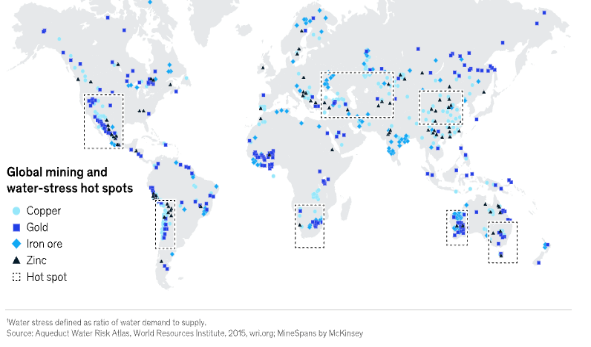 Global mining and
water-stress hot spots
Copper
Gold
Iron ore
Zinc
Hot spot
¹Water stress defined as ratio of water demand to supply.
Source: Aqueduct Water Risk Atlas, World Resources Institute, 2015, wri.org; MineSpans by McKinsey